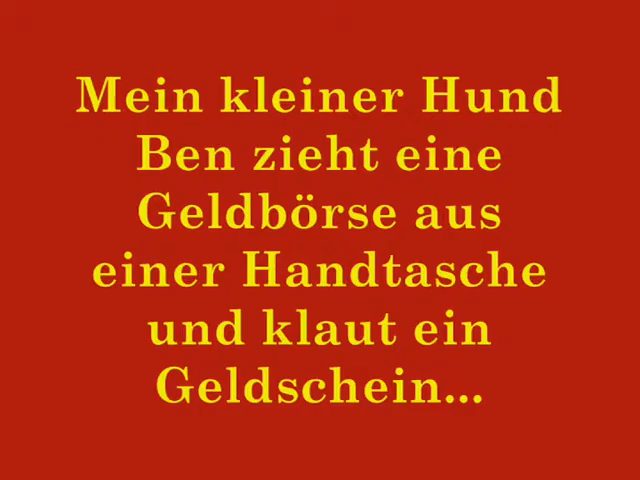 Mein kleiner Hund
Ben zieht eine
Geldbörse aus
einer Handtasche
und klaut ein
Geldschein...